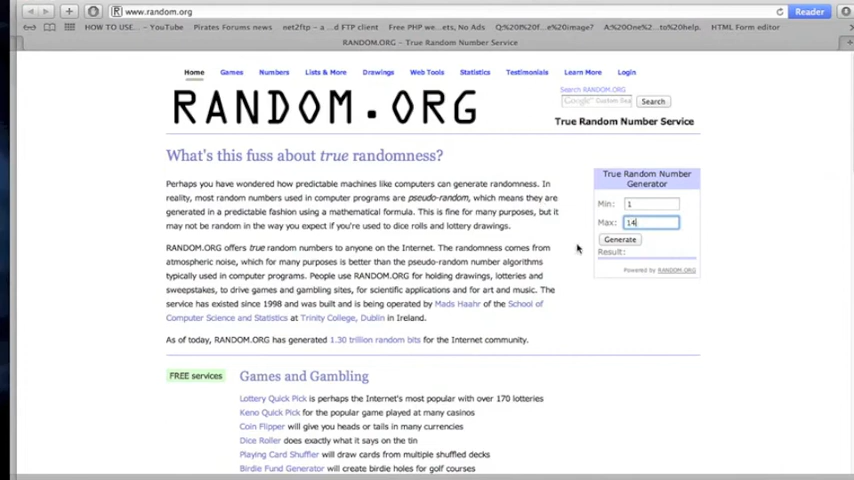 www.random.org
Reader
HOW TO USE... – YouTube Pirates Forums news net2ftp – a...d FTP client Free PHP we...ts, No Ads A:%20One%2...to%20help. HTML Form editor
RANDOM.ORG – True Random Number Service
Home Games Numbers Lists & More Drawings Web Tools Statistics Testimonials Learn More Login
Search RANDOM.ORG
RANDOM.ORG
Search
True Random Number Service
What's this fuss about true randomness?
Perhaps you have wondered how predictable machines like computers can generate randomness. In
reality, most random numbers used in computer programs are pseudo-random, which means they are
generated in a predictable fashion using a mathematical formula. This is fine for many purposes, but it
may not be random in the way you expect if you're used to dice rolls and lottery drawings.
RANDOM.ORG offers true random numbers to anyone on the Internet. The randomness comes from
atmospheric noise, which for many purposes is better than the pseudo-random number algorithms
typically used in computer programs. People use RANDOM.ORG for holding drawings, lotteries and
sweepstakes, to drive games and gambling sites, for scientific applications and for art and music. The
service has existed since 1998 and was built and is being operated by Mads Haahr of the School of
Computer Science and Statistics at Trinity College, Dublin in Ireland.
As of today, RANDOM.ORG has generated 1.30 trillion random bits for the Internet community.
True Random Number
Generator
Min: 1
Max: 14
Generate
Result:
Powered by RANDOM.ORG
FREE services
Games and Gambling
Lottery Quick Pick is perhaps the Internet's most popular with over 170 lotteries
Keno Quick Pick for the popular game played at many casinos
Coin Flipper will give you heads or tails in many currencies
Dice Roller does exactly what it says on the tin
Playing Card Shuffler will draw cards from multiple shuffled decks
Birdie Fund Generator will create birdie holes for golf courses